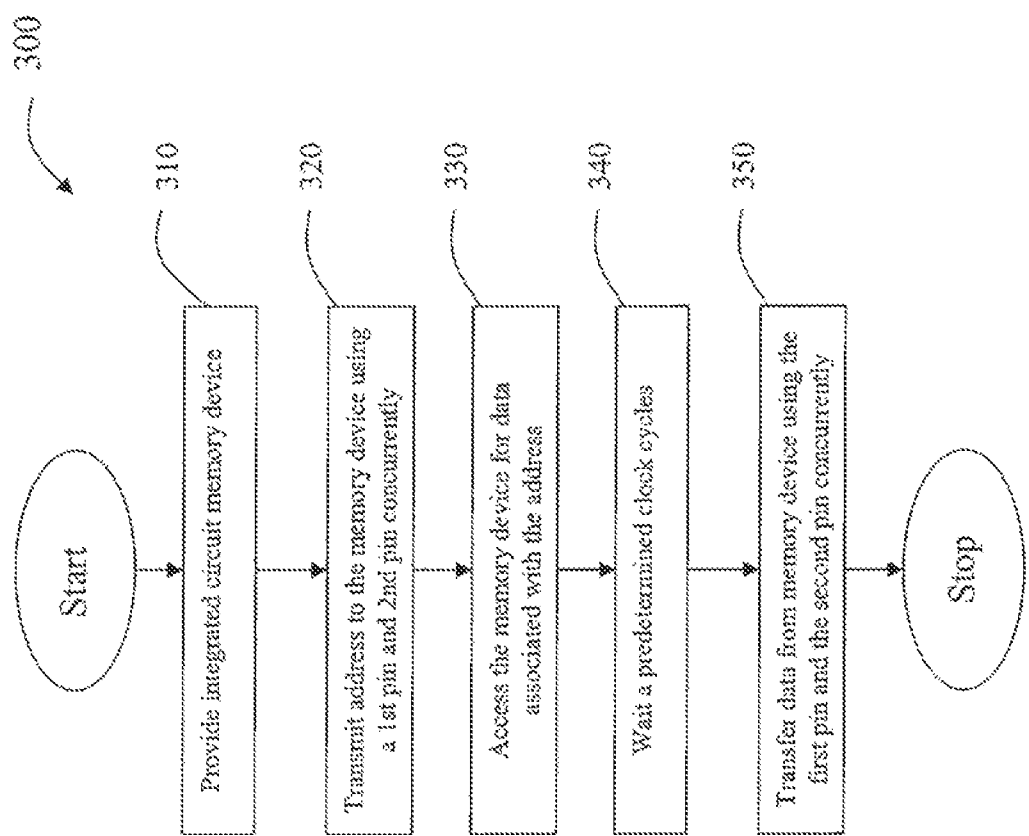 300
Start
310
Provide integrated circuit memory device
320
Transmit address to the memory device using
a 1st pin and 2nd pin concurrently
330
Access the memory device for data
associated with the address
340
Wait a predetermined clock cycles
350
Transfer data from memory device using the
first pin and the second pin concurrently
Stop